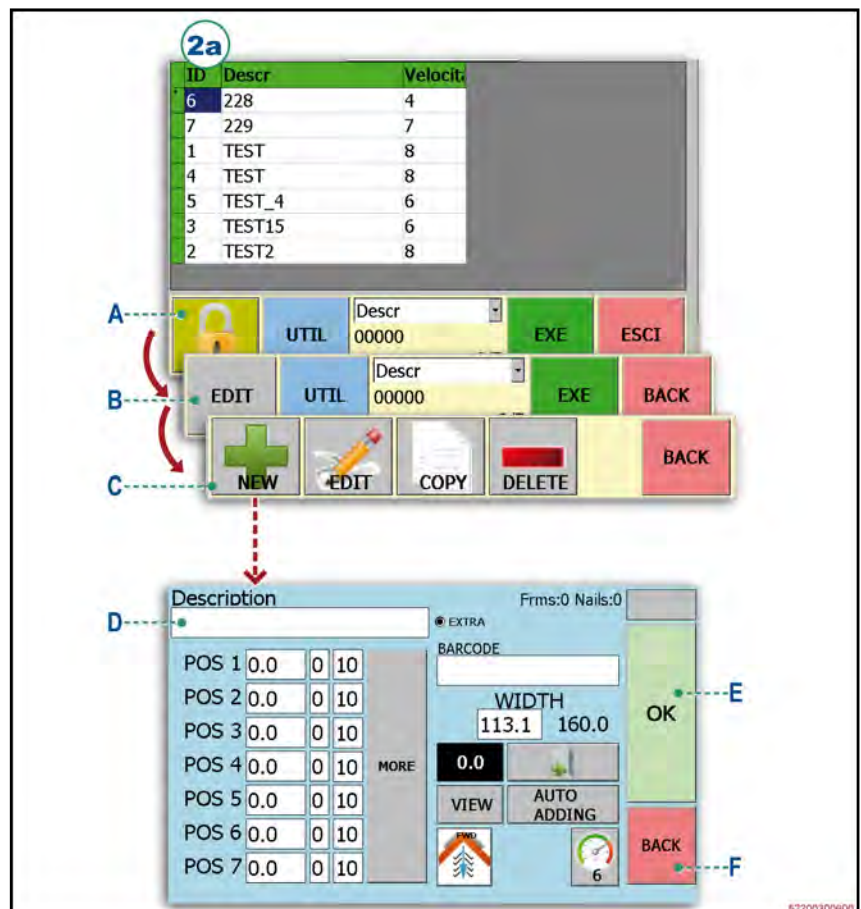 2a
ID Descr Velocit
6 228 4
7 229 7
1 TEST 8
4 TEST 8
5 TEST_4 6
3 TEST15 6
2 TEST2 8
A
UTIL
Descr
00000
EXE
ESCI
B
EDIT
UTIL
Descr
00000
EXE
BACK
C
NEW
EDIT
COPY
DELETE
BACK
Description
Frms:0 Nails:0
D
EXTRA
BARCODE
POS 1 0.0 0 10
POS 2 0.0 0 10
POS 3 0.0 0 10
POS 4 0.0 0 10
POS 5 0.0 0 10
POS 6 0.0 0 10
POS 7 0.0 0 10
MORE
WIDTH
113.1 160.0
0.0
VIEW
AUTO
ADDING
FWD
6
OK
E
BACK
F